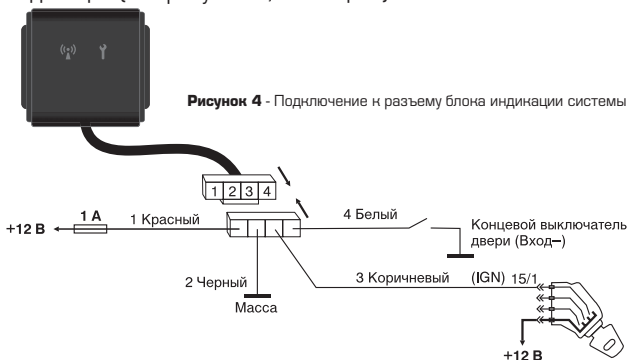 Рисунок 4 - Подключение к разъему блока индикации системы
1 2 3 4
+12 В
1 А
1 Красный
4 Белый
Концевой выключатель
двери (Вход–)
2 Черный
Масса
3 Коричневый
(IGN) 15/1
+12 В